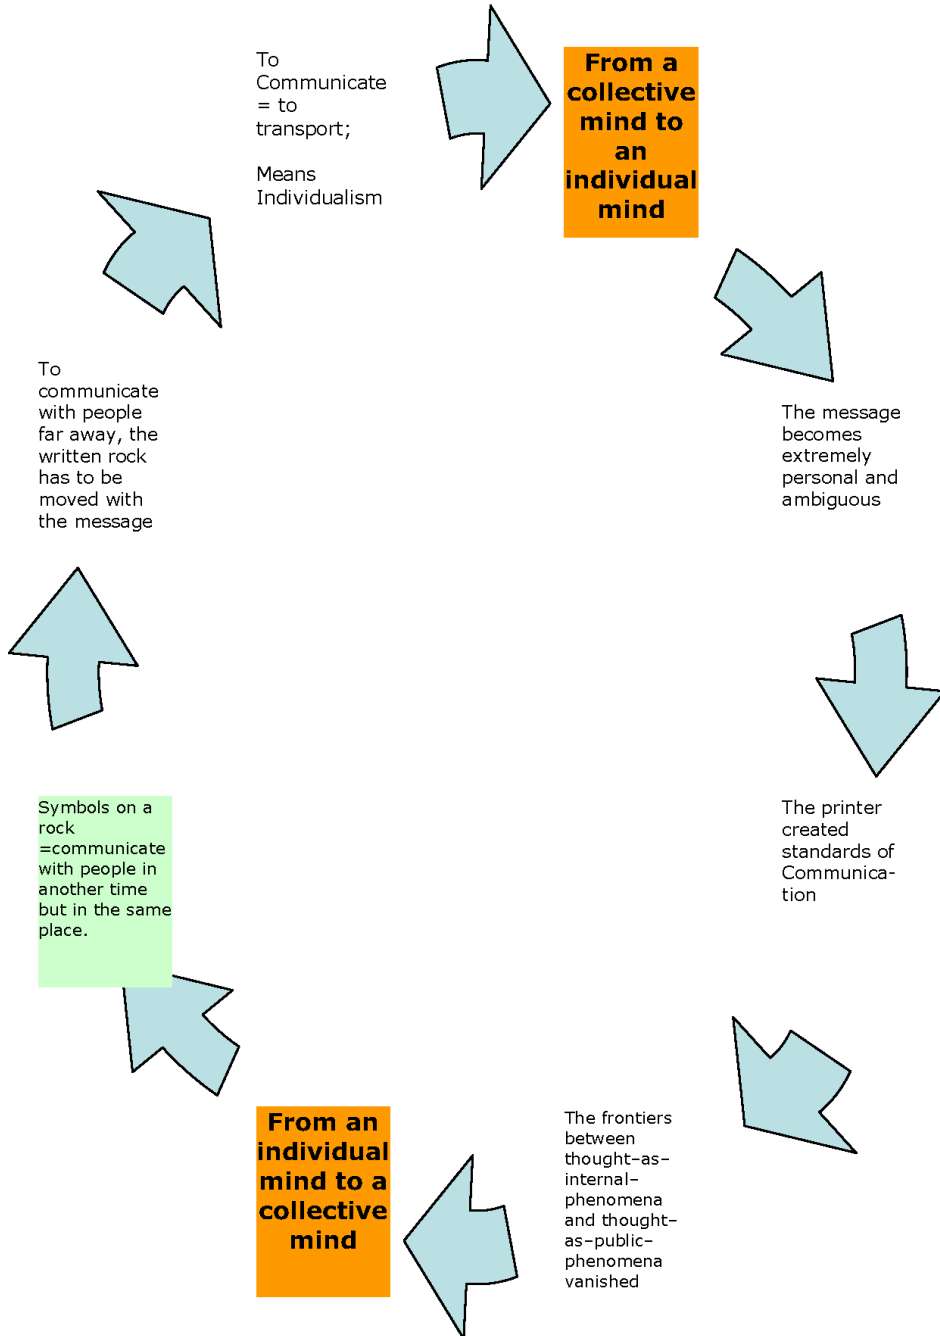 To
Communicate
= to
transport;
Means
Individualism
From a
collective
mind to
an
individual
mind
The message
becomes
extremely
personal and
ambiguous
The printer
created
standards of
Communica-
tion
The frontiers
between
thought–as–
internal–
phenomena
and thought–
as–public–
phenomena
vanished
From an
individual
mind to a
collective
mind
Symbols on a
rock
=communicate
with people in
another time
but in the same
place.
To
communicate
with people
far away, the
written rock
has to be
moved with
the message